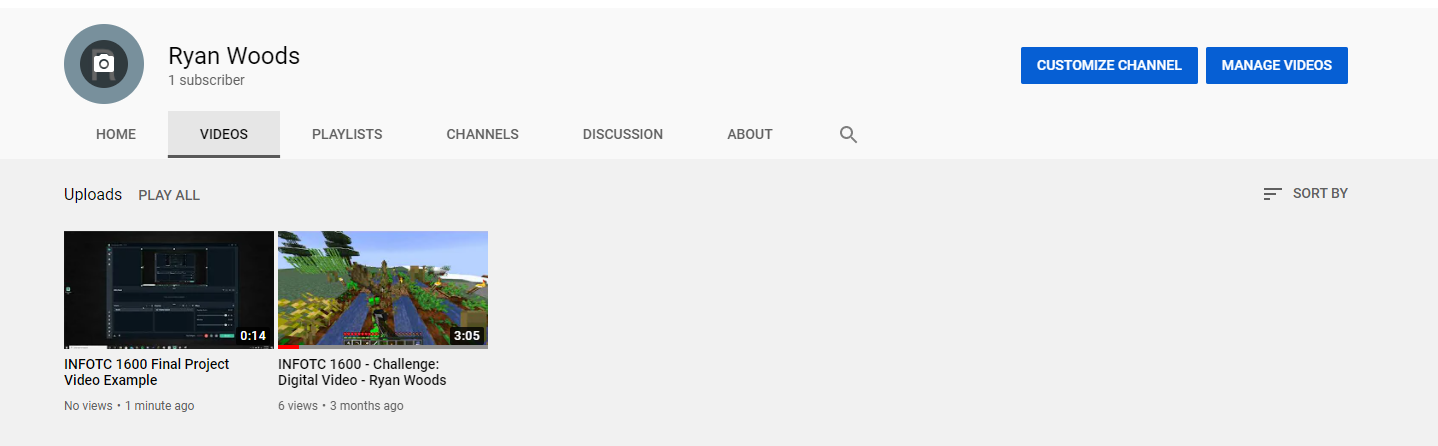 Ryan Woods
1 subscriber
CUSTOMIZE CHANNEL
MANAGE VIDEOS
HOME
VIDEOS
PLAYLISTS
CHANNELS
DISCUSSION
ABOUT
Uploads
PLAY ALL
SORT BY
0:14
3:05
INFOTC 1600 Final Project
Video Example
No views • 1 minute ago
INFOTC 1600 - Challenge:
Digital Video - Ryan Woods
6 views • 3 months ago